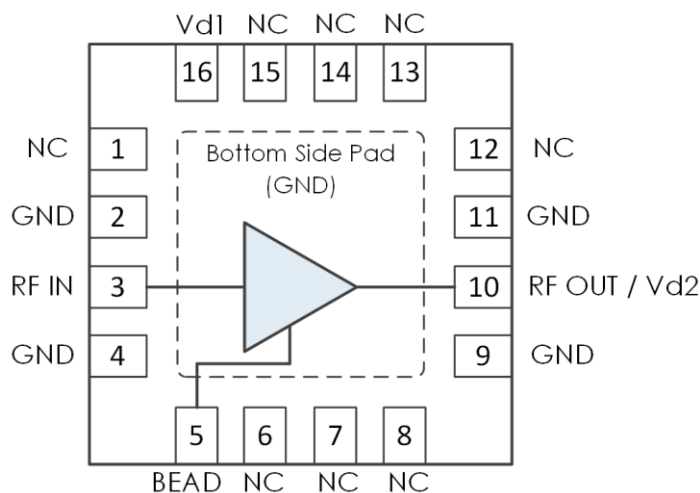 Vd1 NC NC NC
16 15 14 13
Bottom Side Pad
(GND)
NC 1
12 NC
GND 2
11 GND
RF IN 3
10 RF OUT / Vd2
GND 4
9 GND
5 6 7 8
BEAD NC NC NC